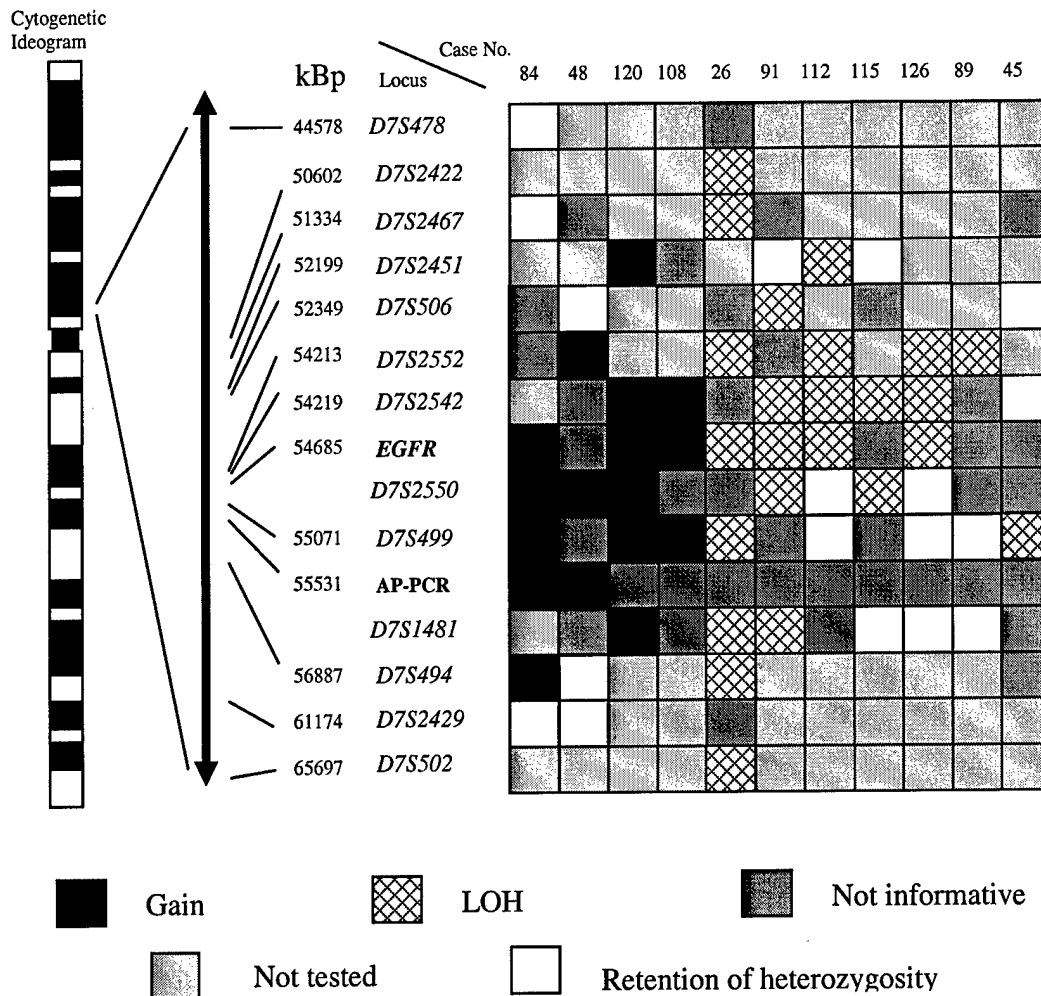 Cytogenetic
Ideogram
Case No.
kBp Locus
84 48 120 108 26 91 112 115 126 89 45
44578 D7S478
50602 D7S2422
51334 D7S2467
52199 D7S2451
52349 D7S506
54213 D7S2552
54219 D7S2542
54685 EGFR
D7S2550
55071 D7S499
55531 AP-PCR
D7S1481
56887 D7S494
61174 D7S2429
65697 D7S502
Gain LOH Not informative
Not tested Retention of heterozygosity